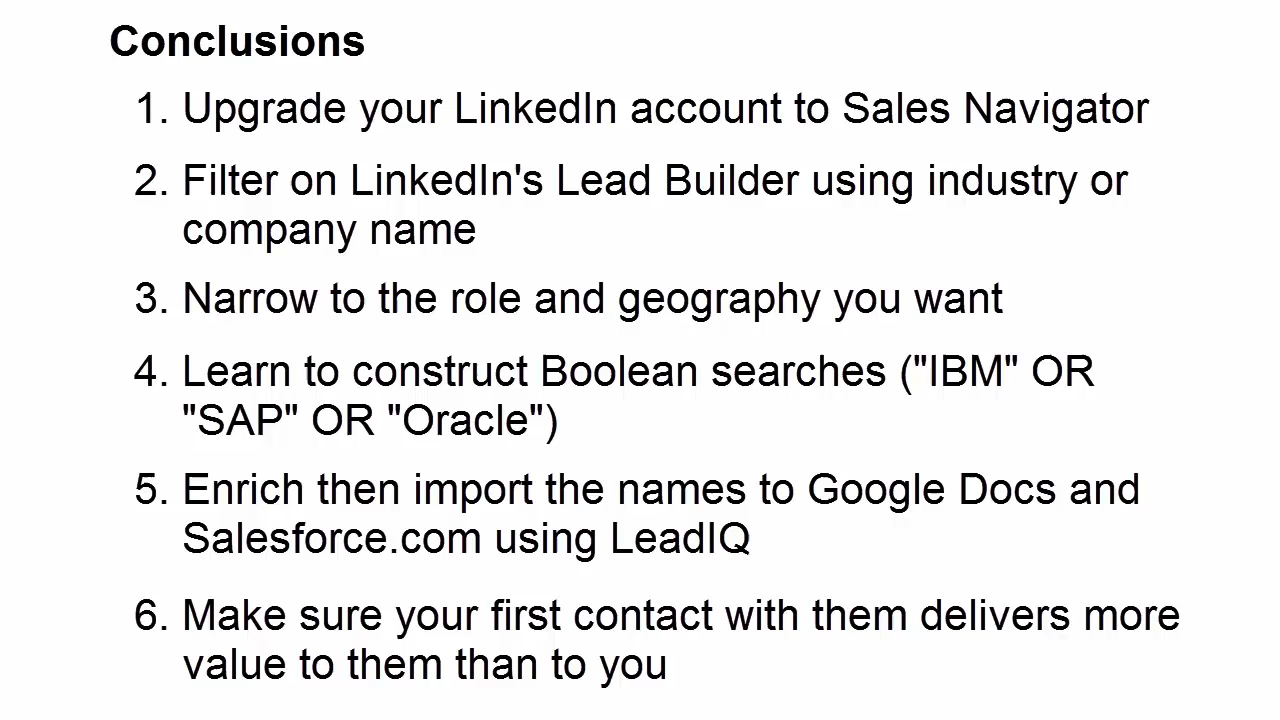 Conclusions
1. Upgrade your LinkedIn account to Sales Navigator
2. Filter on LinkedIn's Lead Builder using industry or
company name
3. Narrow to the role and geography you want
4. Learn to construct Boolean searches ("IBM" OR
"SAP" OR "Oracle")
5. Enrich then import the names to Google Docs and
Salesforce.com using LeadIQ
6. Make sure your first contact with them delivers more
value to them than to you